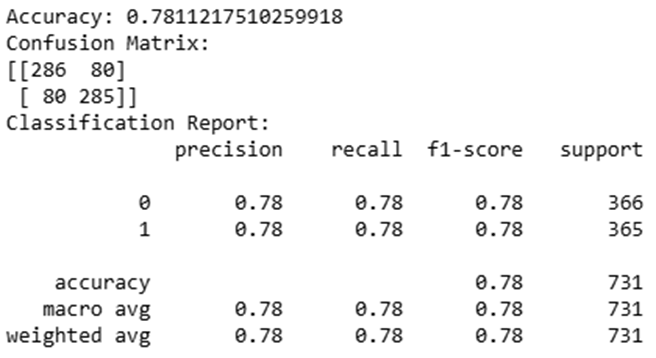 Accuracy: 0.7811217510259918
Confusion Matrix:
[[286  80]
 [ 80 285]]
Classification Report:
              precision    recall  f1-score   support

           0       0.78      0.78      0.78       366
           1       0.78      0.78      0.78       365

    accuracy                           0.78       731
   macro avg       0.78      0.78      0.78       731
weighted avg       0.78      0.78      0.78       731